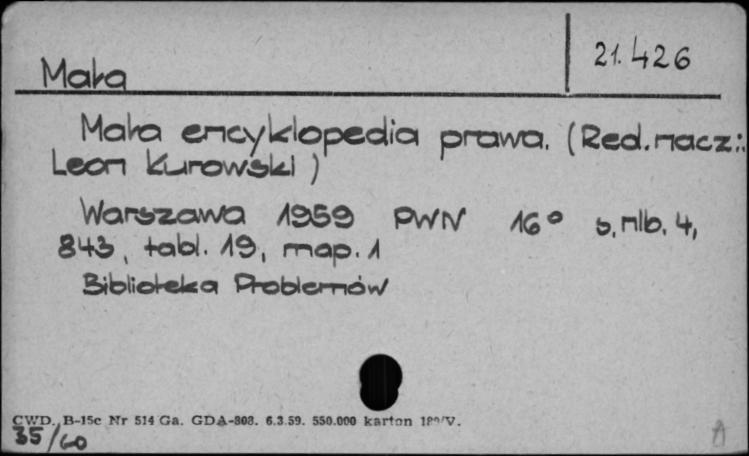 21.426
Mała
Mała encyklopedia prawa. (Red. nacz.:
Leon Kurowski)
Warszawa 1959 PWN 16° s. nlb. 4,
843, tabl. 19, map. 1
Biblioteka Problemów
CWD. B-15c Nr 514 Ga. GDA-808. 6.3.59. 550.000 karton
35/60